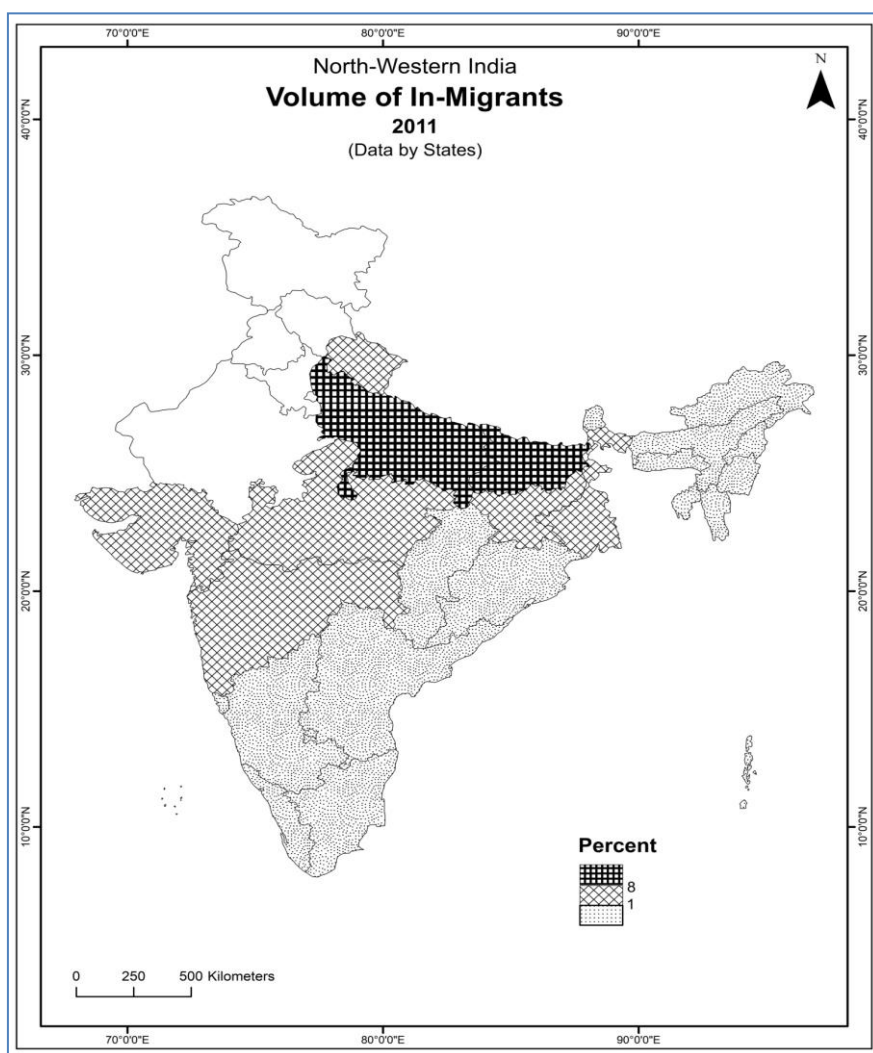 70°0'0"E 80°0'0"E 90°0'0"E
North-Western India
Volume of In-Migrants
2011
(Data by States)
N
40°0'0"N 40°0'0"N
30°0'0"N 30°0'0"N
20°0'0"N 20°0'0"N
10°0'0"N 10°0'0"N
Percent
8
1
0 250 500 Kilometers
70°0'0"E 80°0'0"E 90°0'0"E